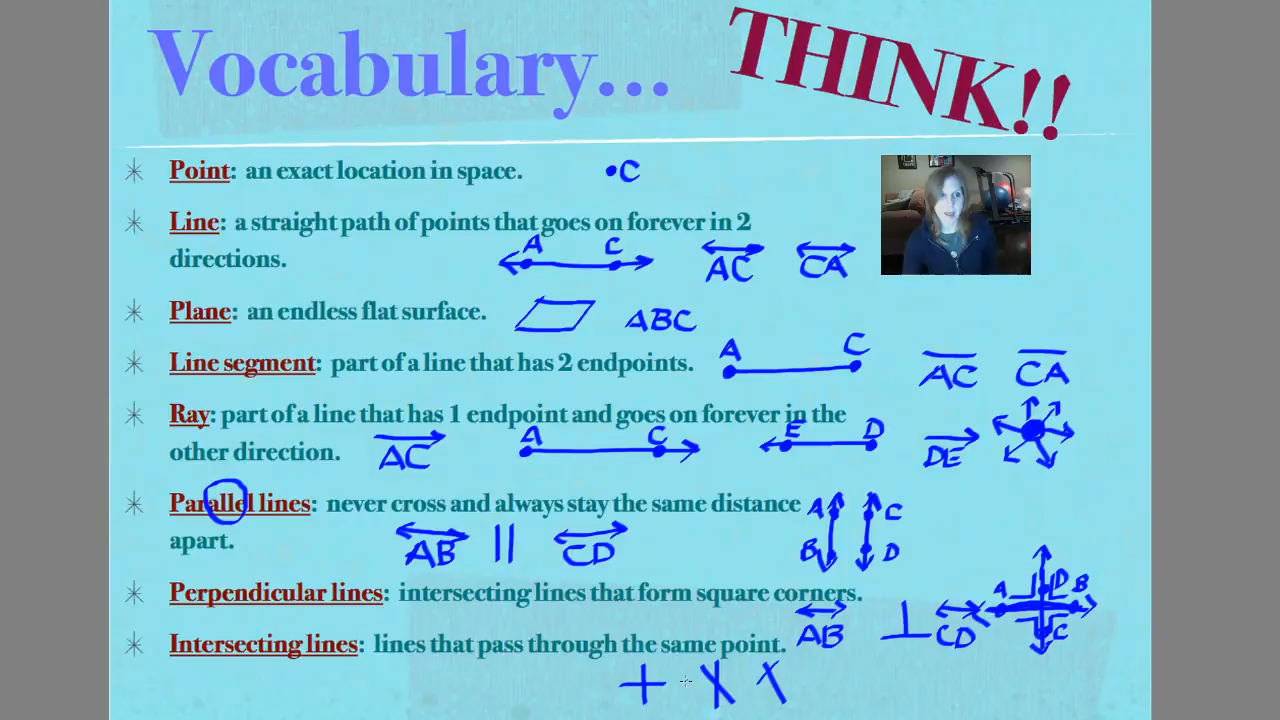 Vocabulary... THINK!!
Point: an exact location in space. C
Line: a straight path of points that goes on forever in 2
directions. A C AC CA
Plane: an endless flat surface. ABC
Line segment: part of a line that has 2 endpoints. A C AC CA
Ray: part of a line that has 1 endpoint and goes on forever in the
other direction. AC A C E D DE
Parallel lines: never cross and always stay the same distance A C
apart. AB || CD B D
Perpendicular lines: intersecting lines that form square corners. A D B
AB ⊥ CD C
Intersecting lines: lines that pass through the same point.